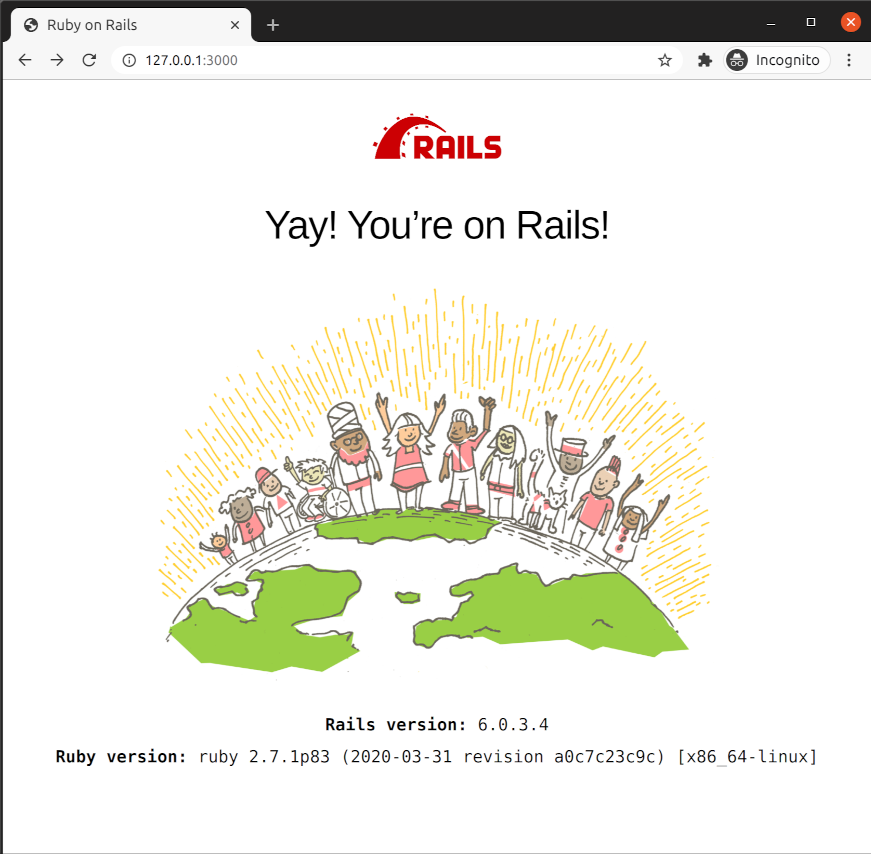 Ruby on Rails
127.0.0.1:3000
Incognito
RAILS
Yay! You’re on Rails!
Rails version: 6.0.3.4
Ruby version: ruby 2.7.1p83 (2020-03-31 revision a0c7c23c9c) [x86_64-linux]